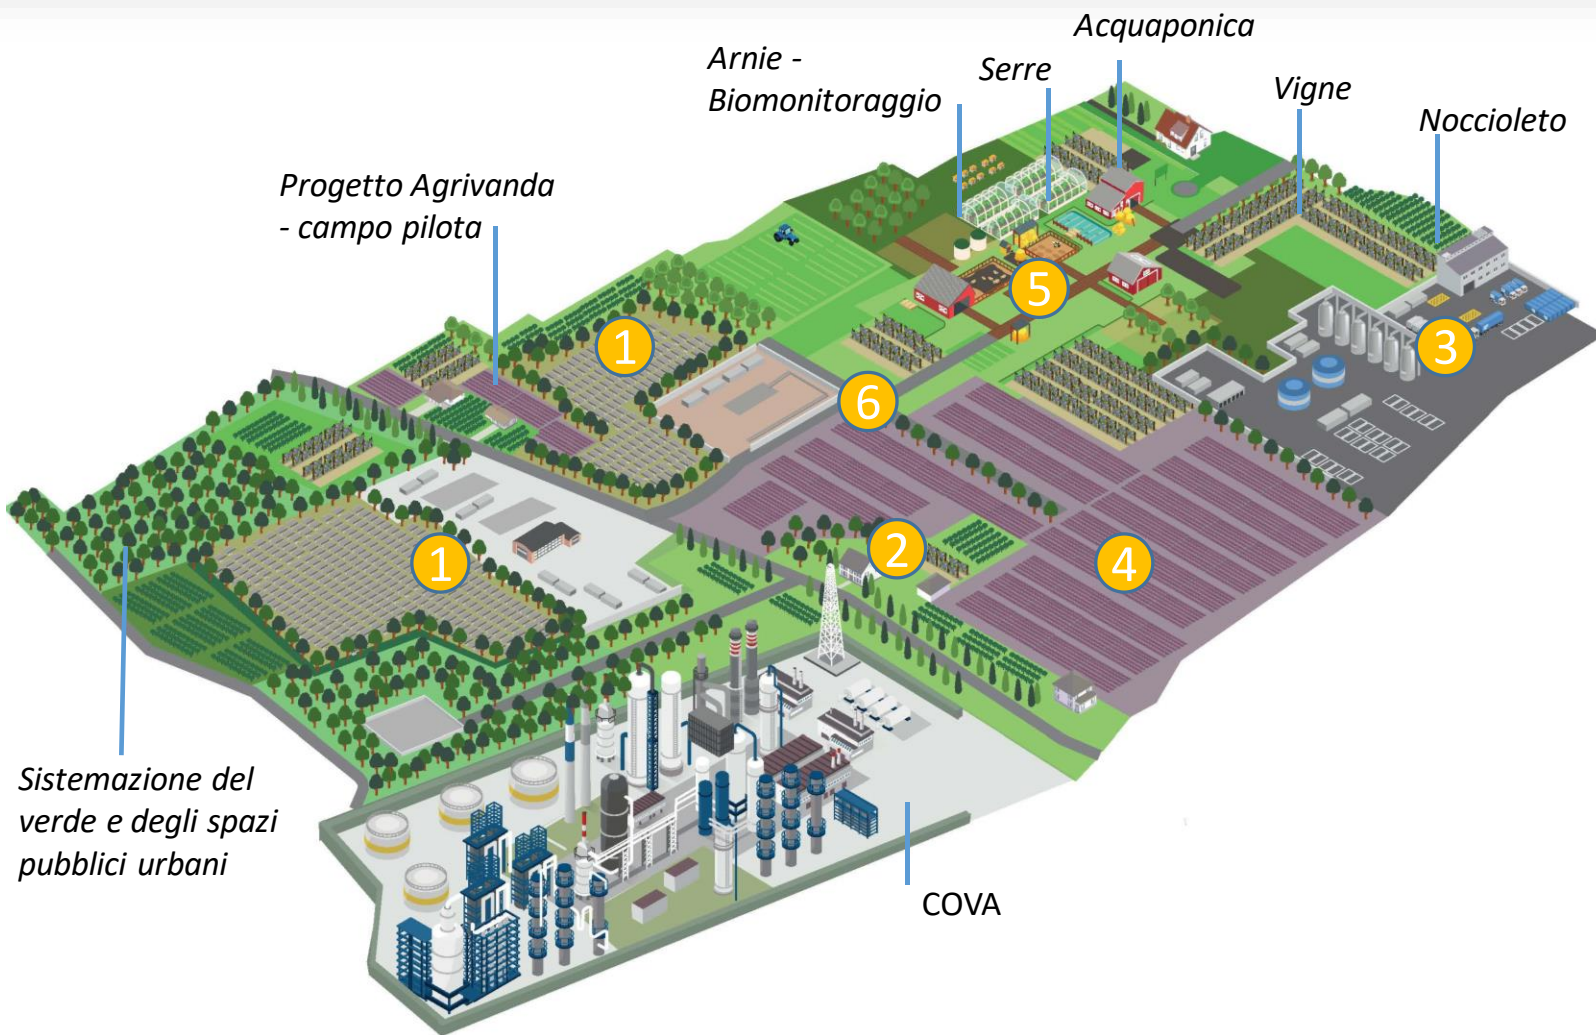 Acquaponica
Arnie -
Biomonitoraggio
Serre
Vigne
Noccioleto
Progetto Agrivanda
- campo pilota
5
1
3
6
2
1
4
Sistemazione del
verde e degli spazi
pubblici urbani
COVA